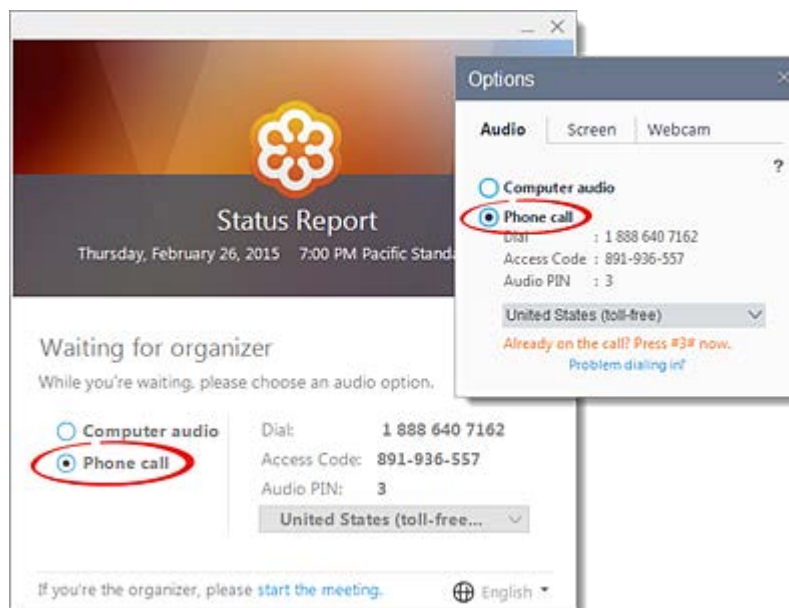 Status Report
Thursday, February 26, 2015 7:00 PM Pacific Stand
Waiting for organizer
While you're waiting, please choose an audio option.
Computer audio
Phone call
Dial: 1 888 640 7162
Access Code: 891-936-557
Audio PIN: 3
United States (toll-free...
If you're the organizer, please start the meeting.
English
Options
Audio Screen Webcam
?
Computer audio
Phone call
Dial : 1 888 640 7162
Access Code : 891-936-557
Audio PIN : 3
United States (toll-free)
Already on the call? Press #3# now.
Problem dialing in?